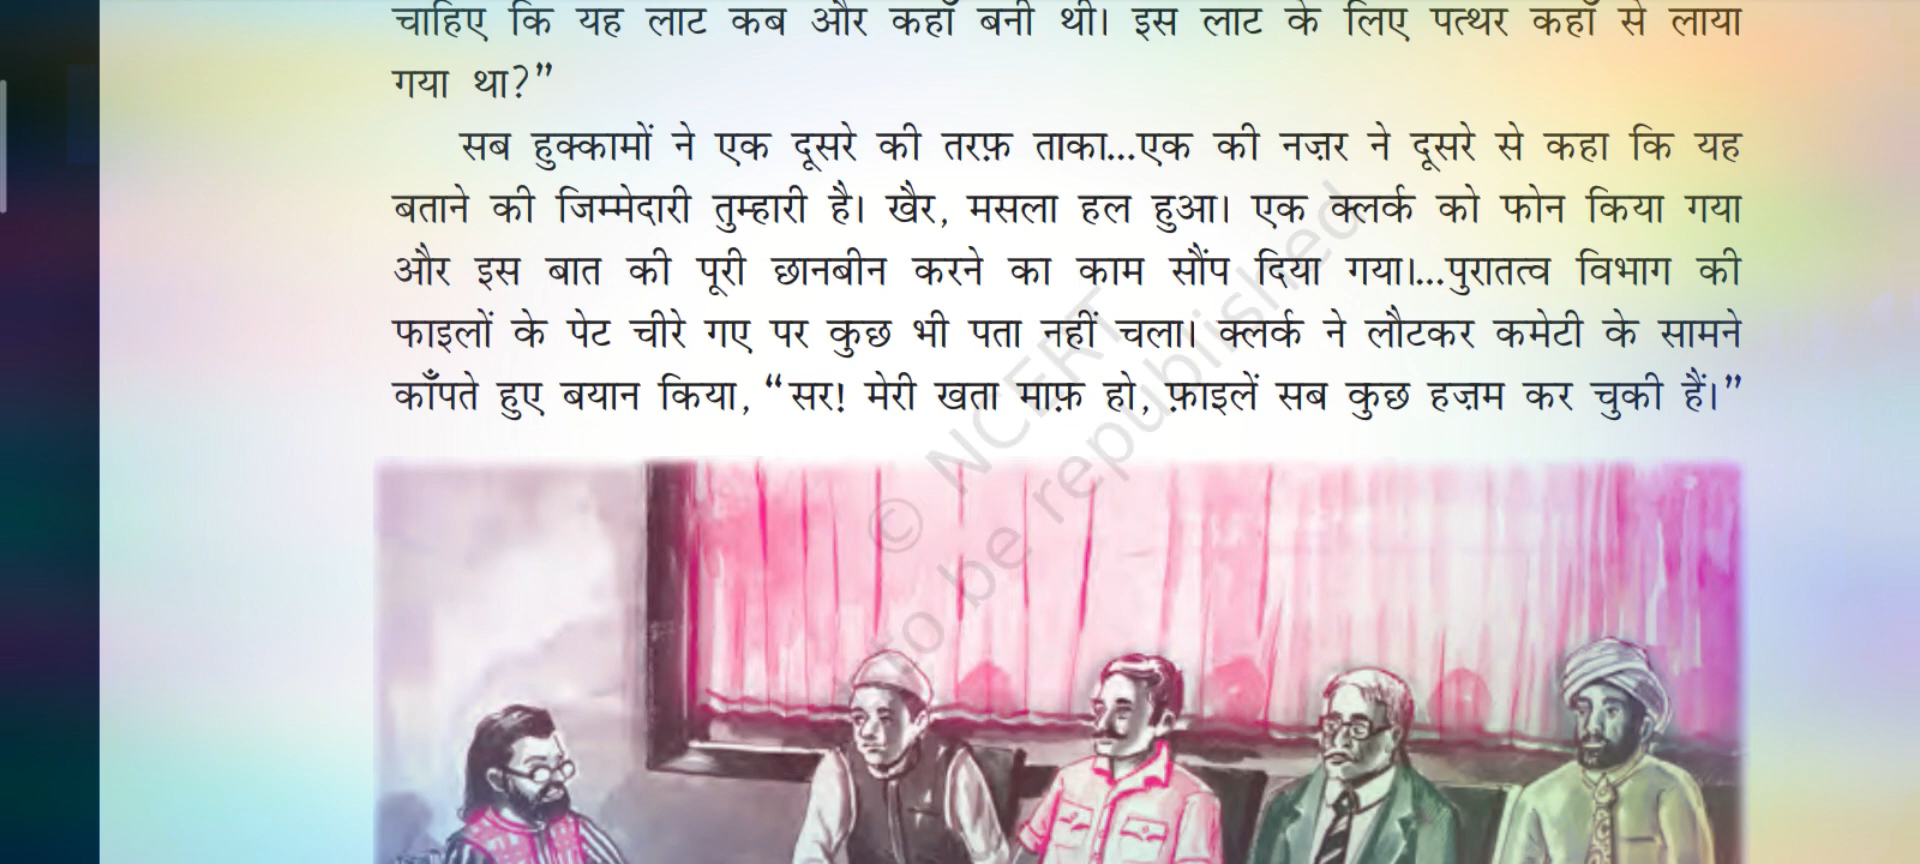 चाहिए कि यह लाट कब और कहाँ बनी थी। इस लाट के लिए पत्थर कहाँ से लाया
गया था?”
सब हुक्कामों ने एक दूसरे की तरफ़ ताका...एक की नज़र ने दूसरे से कहा कि यह
बताने की जिम्मेदारी तुम्हारी है। खैर, मसला हल हुआ। एक क्लर्क को फोन किया गया
और इस बात की पूरी छानबीन करने का काम सौंप दिया गया।...पुरातत्व विभाग की
फाइलों के पेट चीरे गए पर कुछ भी पता नहीं चला। क्लर्क ने लौटकर कमेटी के सामने
काँपते हुए बयान किया, “सर! मेरी खता माफ़ हो, फ़ाइलें सब कुछ हज़म कर चुकी हैं।”
© NCERT
to be republished